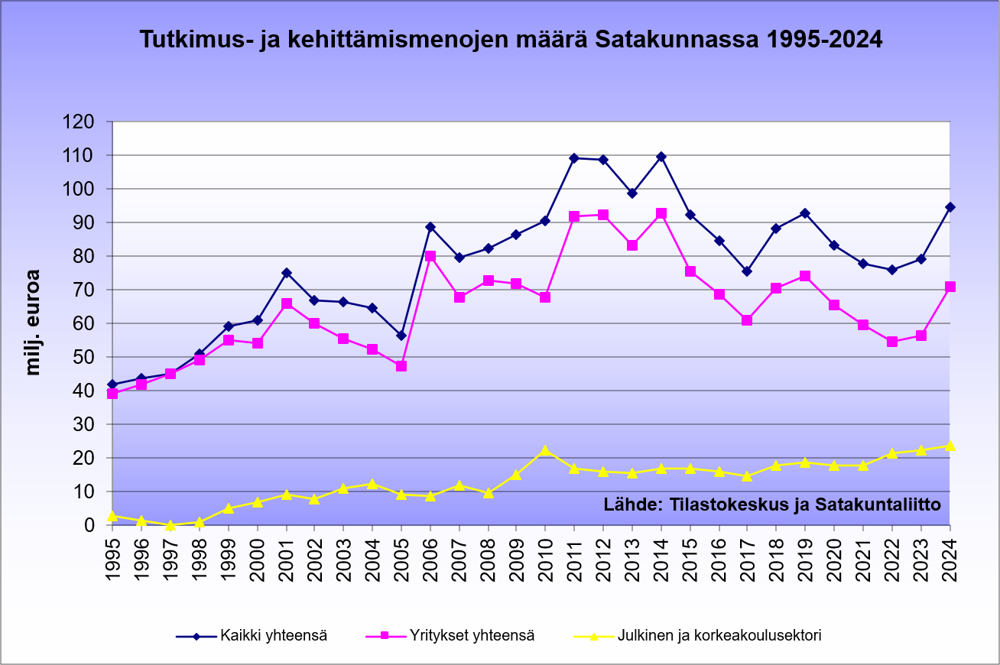 Tutkimus- ja kehittämismenojen määrä Satakunnassa 1995-2024
milj. euroa
120
110
100
90
80
70
60
50
40
30
20
10
0
Lähde: Tilastokeskus ja Satakuntaliitto
1995 1996 1997 1998 1999 2000 2001 2002 2003 2004 2005 2006 2007 2008 2009 2010 2011 2012 2013 2014 2015 2016 2017 2018 2019 2020 2021 2022 2023 2024
Kaikki yhteensä Yritykset yhteensä Julkinen ja korkeakoulusektori